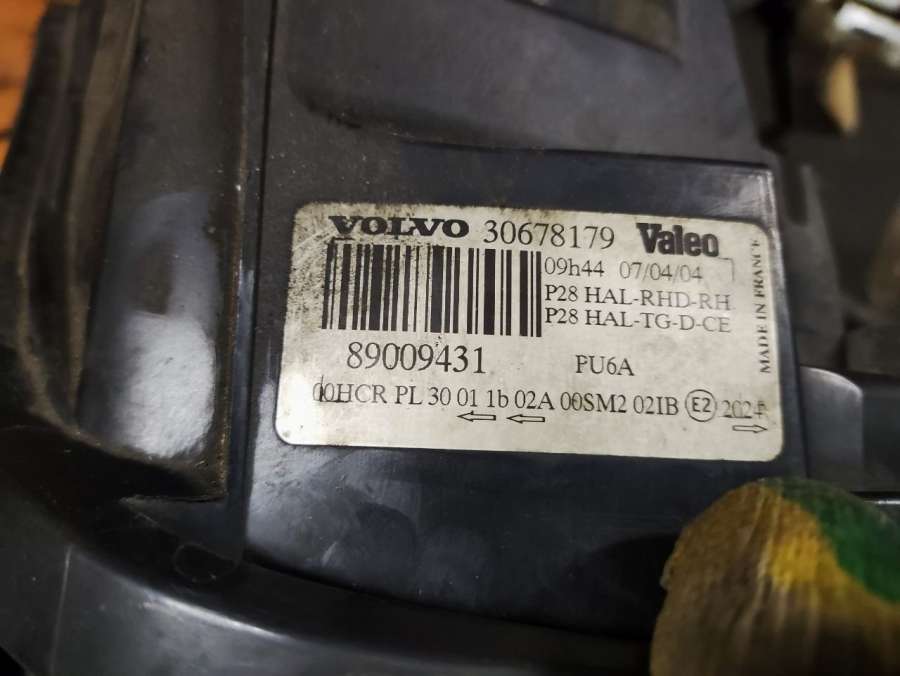 VOLVO 30678179 Valeo
09h44 07/04/04
P28 HAL-RHD-RH
P28 HAL-TG-D-CE
89009431 PU6A
00HCR PL 30 01 1b 02A 00SM2 02IB E2
MADE IN FRANCE